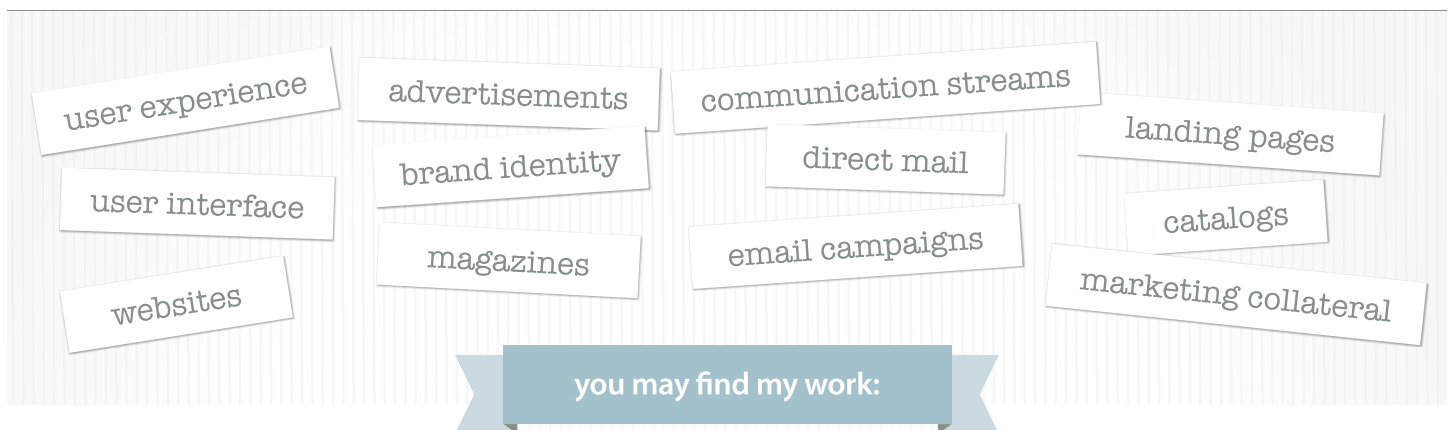 user experience
user interface
websites
advertisements
brand identity
magazines
communication streams
direct mail
email campaigns
landing pages
catalogs
marketing collateral
you may find my work: